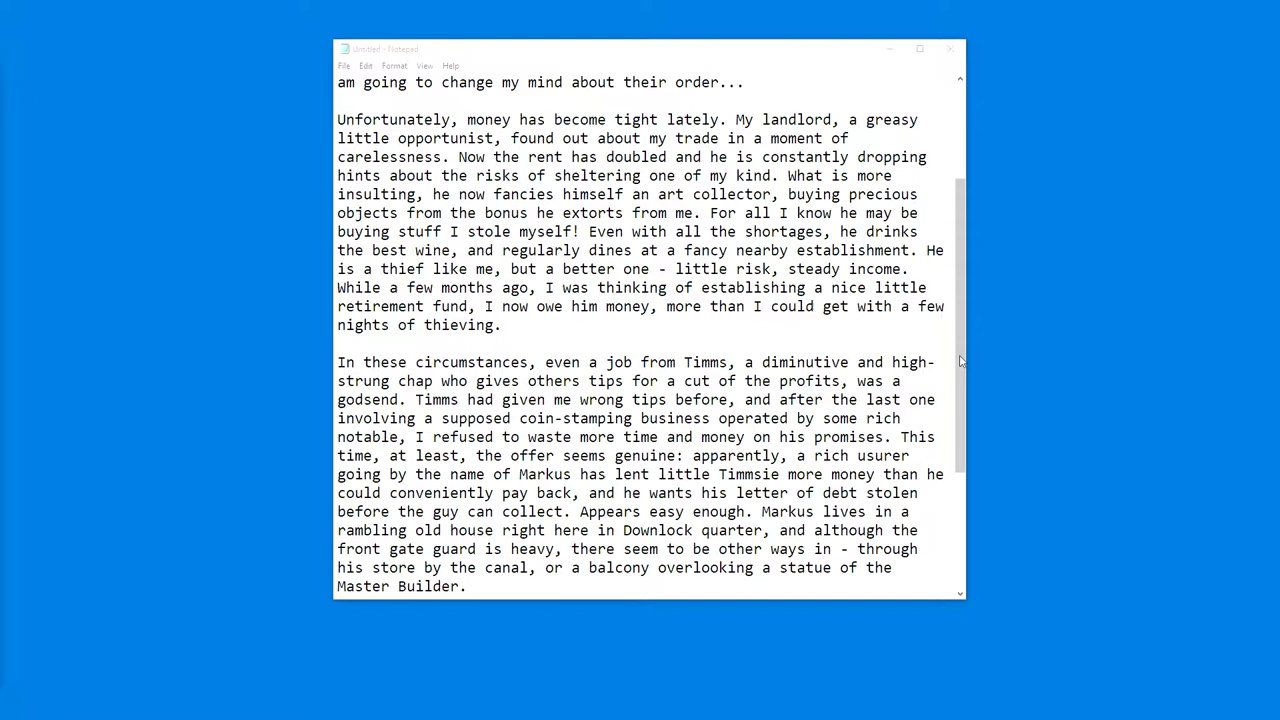 Untitled - Notepad
File Edit Format View Help
am going to change my mind about their order...
Unfortunately, money has become tight lately. My landlord, a greasy
little opportunist, found out about my trade in a moment of
carelessness. Now the rent has doubled and he is constantly dropping
hints about the risks of sheltering one of my kind. What is more
insulting, he now fancies himself an art collector, buying precious
objects from the bonus he extorts from me. For all I know he may be
buying stuff I stole myself! Even with all the shortages, he drinks
the best wine, and regularly dines at a fancy nearby establishment. He
is a thief like me, but a better one - little risk, steady income.
While a few months ago, I was thinking of establishing a nice little
retirement fund, I now owe him money, more than I could get with a few
nights of thieving.
In these circumstances, even a job from Timms, a diminutive and high-
strung chap who gives others tips for a cut of the profits, was a
godsend. Timms had given me wrong tips before, and after the last one
involving a supposed coin-stamping business operated by some rich
notable, I refused to waste more time and money on his promises. This
time, at least, the offer seems genuine: apparently, a rich usurer
going by the name of Markus has lent little Timmsie more money than he
could conveniently pay back, and he wants his letter of debt stolen
before the guy can collect. Appears easy enough. Markus lives in a
rambling old house right here in Downlock quarter, and although the
front gate guard is heavy, there seem to be other ways in - through
his store by the canal, or a balcony overlooking a statue of the
Master Builder.